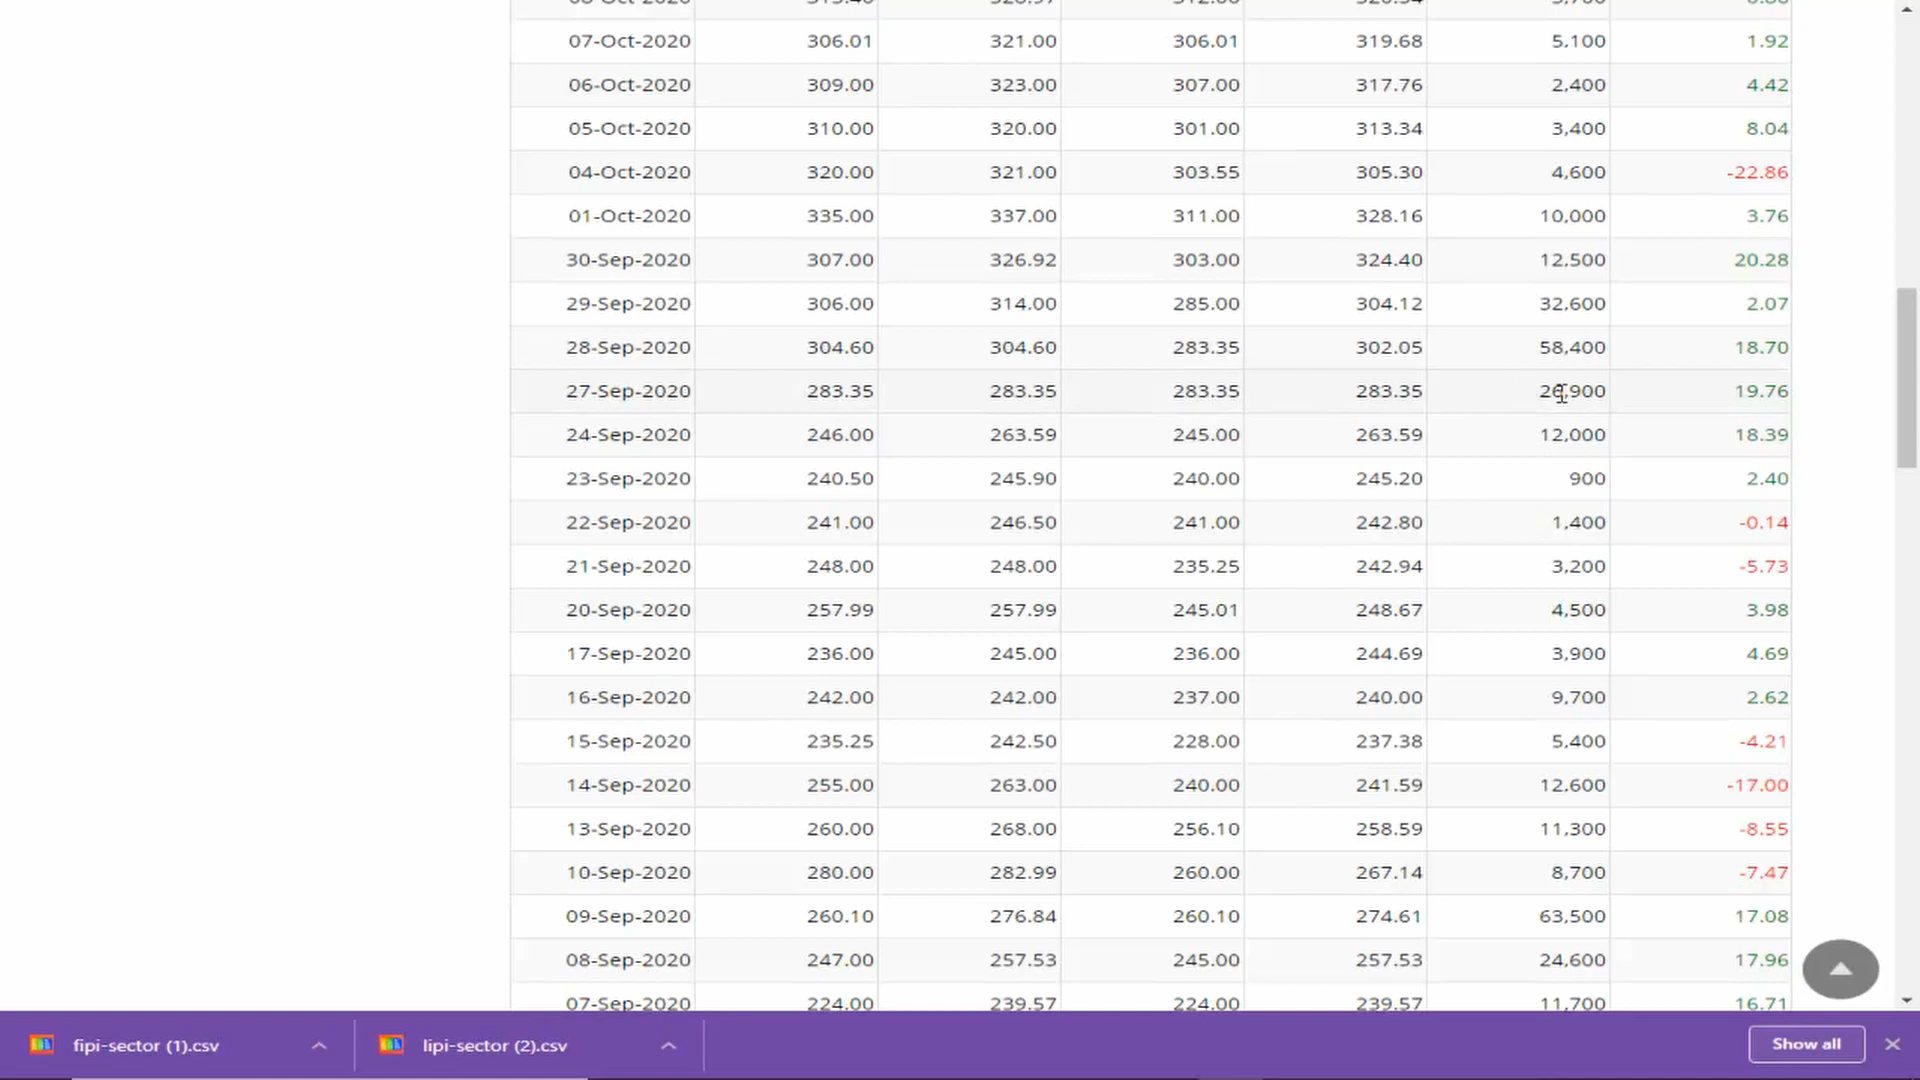 07-Oct-2020 306.01 321.00 306.01 319.68 5,100 1.92
06-Oct-2020 309.00 323.00 307.00 317.76 2,400 4.42
05-Oct-2020 310.00 320.00 301.00 313.34 3,400 8.04
04-Oct-2020 320.00 321.00 303.55 305.30 4,600 -22.86
01-Oct-2020 335.00 337.00 311.00 328.16 10,000 3.76
30-Sep-2020 307.00 326.92 303.00 324.40 12,500 20.28
29-Sep-2020 306.00 314.00 285.00 304.12 32,600 2.07
28-Sep-2020 304.60 304.60 283.35 302.05 58,400 18.70
27-Sep-2020 283.35 283.35 283.35 283.35 26,900 19.76
24-Sep-2020 246.00 263.59 245.00 263.59 12,000 18.39
23-Sep-2020 240.50 245.90 240.00 245.20 900 2.40
22-Sep-2020 241.00 246.50 241.00 242.80 1,400 -0.14
21-Sep-2020 248.00 248.00 235.25 242.94 3,200 -5.73
20-Sep-2020 257.99 257.99 245.01 248.67 4,500 3.98
17-Sep-2020 236.00 245.00 236.00 244.69 3,900 4.69
16-Sep-2020 242.00 242.00 237.00 240.00 9,700 2.62
15-Sep-2020 235.25 242.50 228.00 237.38 5,400 -4.21
14-Sep-2020 255.00 263.00 240.00 241.59 12,600 -17.00
13-Sep-2020 260.00 268.00 256.10 258.59 11,300 -8.55
10-Sep-2020 280.00 282.99 260.00 267.14 8,700 -7.47
09-Sep-2020 260.10 276.84 260.10 274.61 63,500 17.08
08-Sep-2020 247.00 257.53 245.00 257.53 24,600 17.96
07-Sep-2020 224.00 239.57 224.00 239.57 11,700 16.71
fipi-sector (1).csv lipi-sector (2).csv Show all